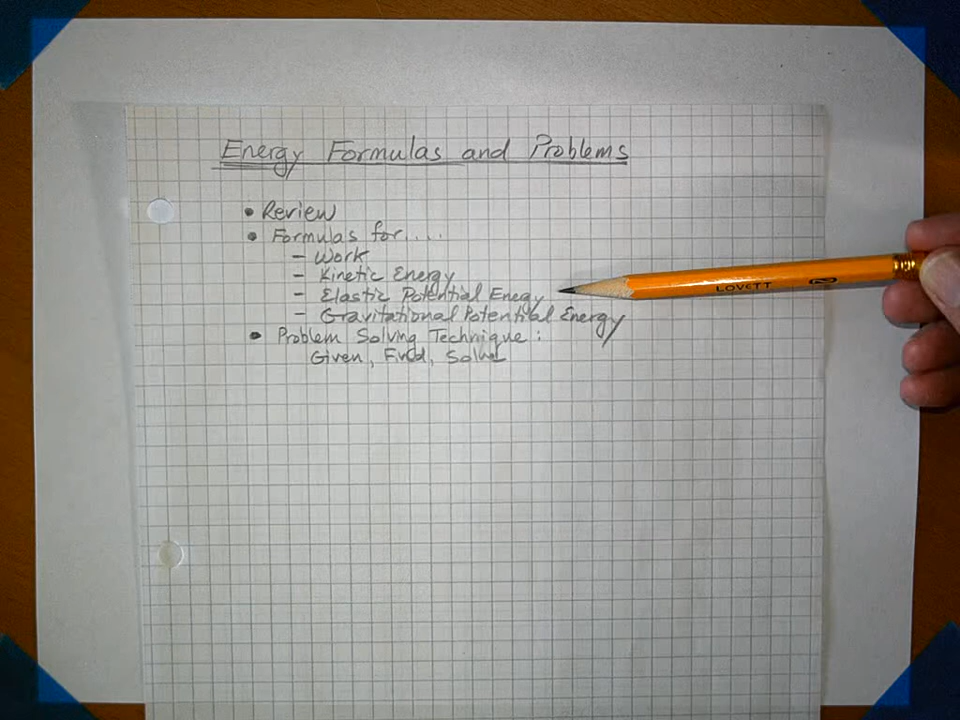 Energy Formulas and Problems
• Review
• Formulas for....
– Work
– Kinetic Energy
– Elastic Potential Energy
– Gravitational Potential Energy
• Problem Solving Technique :
Given, Find, Solve
LOVETT 2